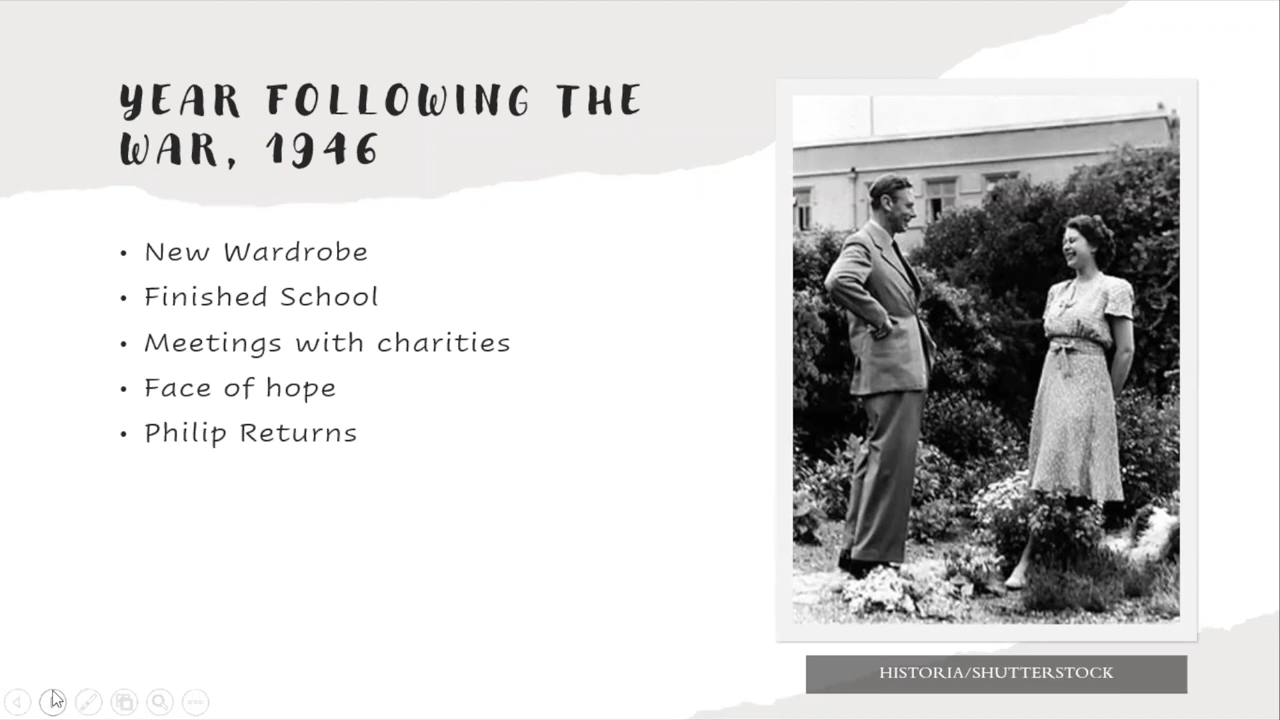 YEAR FOLLOWING THE
WAR, 1946
• New Wardrobe
• Finished School
• Meetings with charities
• Face of hope
• Philip Returns
HISTORIA/SHUTTERSTOCK